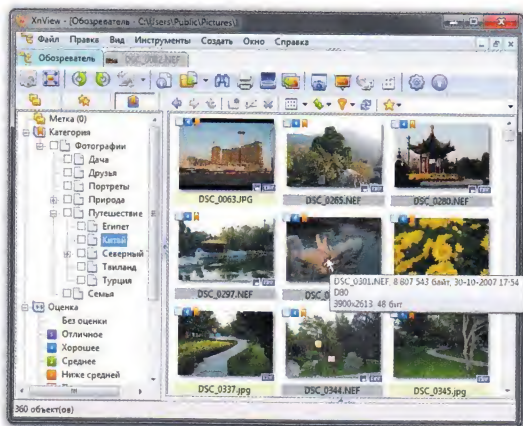 XnView - [Обозреватель - C:\Users\Public\Pictures\]
Файл Правка Вид Инструменты Создать Окно Справка
Обозреватель DSC_0082.NEF
Метка (0)
Категория
Фотографии
Дача
Друзья
Портреты
Природа
Путешествие
Египет
Китай
Северный
Таиланд
Турция
Семья
Оценка
Без оценки
Отличное
Хорошее
Среднее
Ниже средней
DSC_0063.JPG DSC_0265.NEF DSC_0280.NEF
DSC_0297.NEF
DSC_0301.NEF, 8 807 543 байт, 30-10-2007 17:54
D80
3900x2613 48 бит
DSC_0337.jpg DSC_0344.NEF DSC_0345.jpg
360 объект(ов)